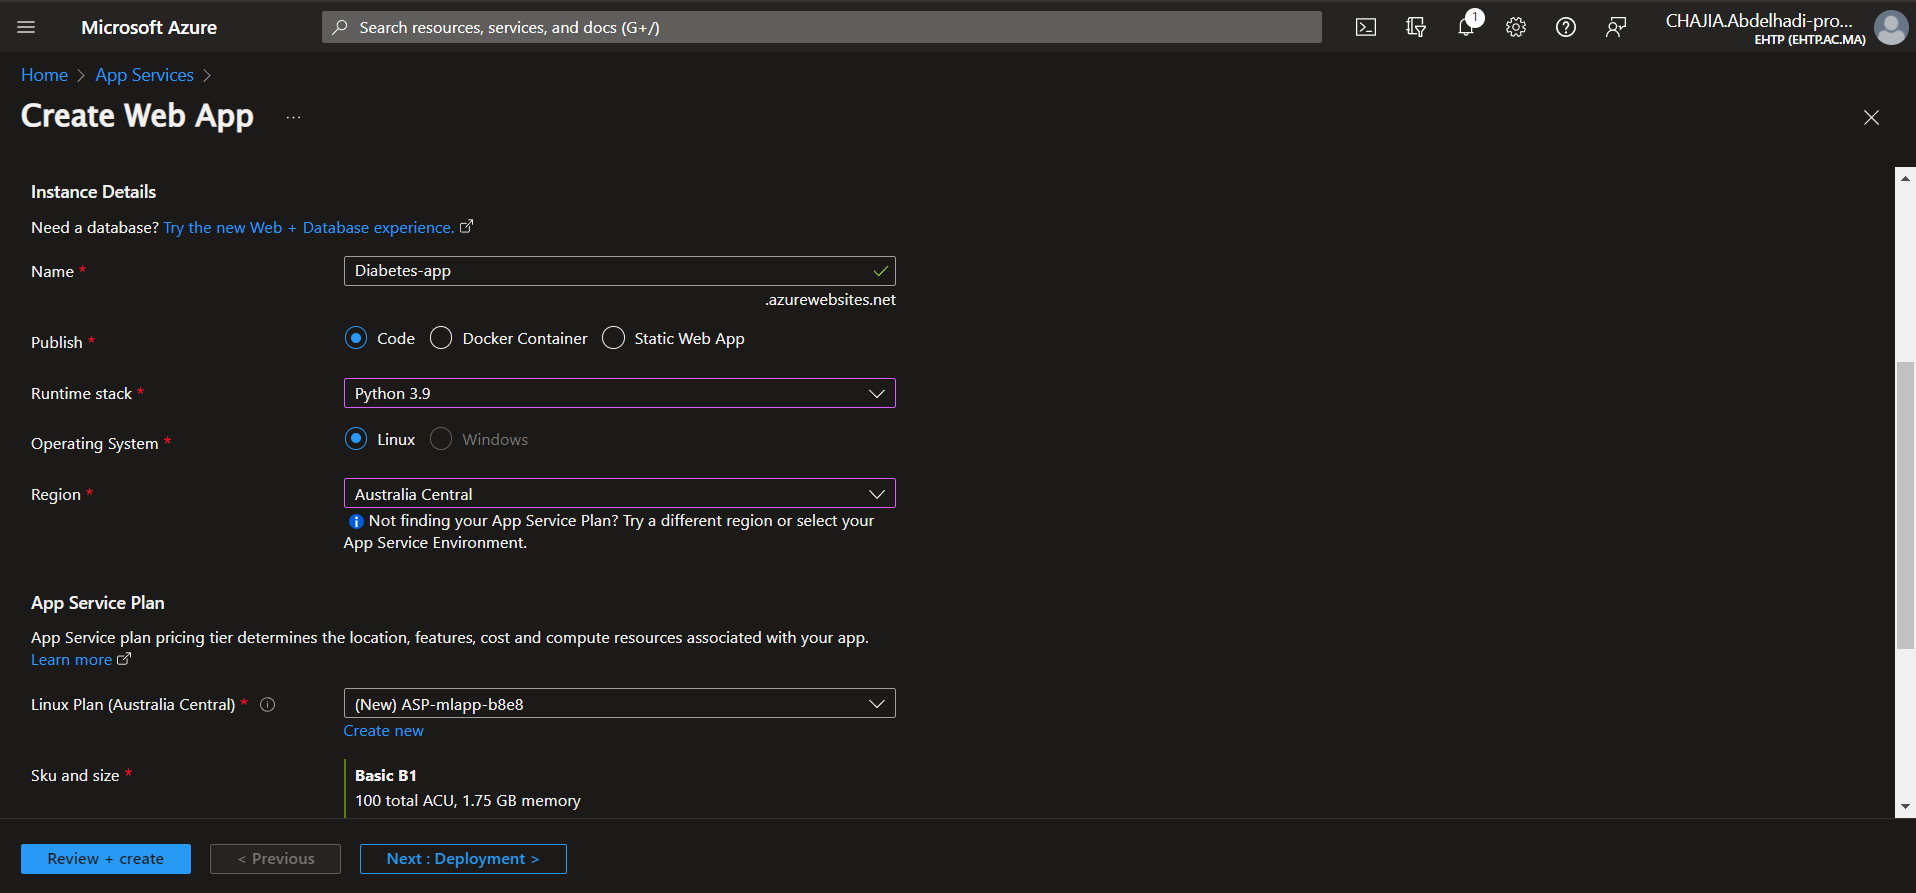 Microsoft Azure
Search resources, services, and docs (G+/)
1
CHAJIA.Abdelhadi-pro...
EHTP (EHTP.AC.MA)
Home > App Services >
Create Web App ...
Instance Details
Need a database? Try the new Web + Database experience.
Name * Diabetes-app
.azurewebsites.net
Publish * Code Docker Container Static Web App
Runtime stack * Python 3.9
Operating System * Linux Windows
Region * Australia Central
Not finding your App Service Plan? Try a different region or select your
App Service Environment.
App Service Plan
App Service plan pricing tier determines the location, features, cost and compute resources associated with your app.
Learn more
Linux Plan (Australia Central) * (New) ASP-mlapp-b8e8
Create new
Sku and size * Basic B1
100 total ACU, 1.75 GB memory
Review + create < Previous Next : Deployment >